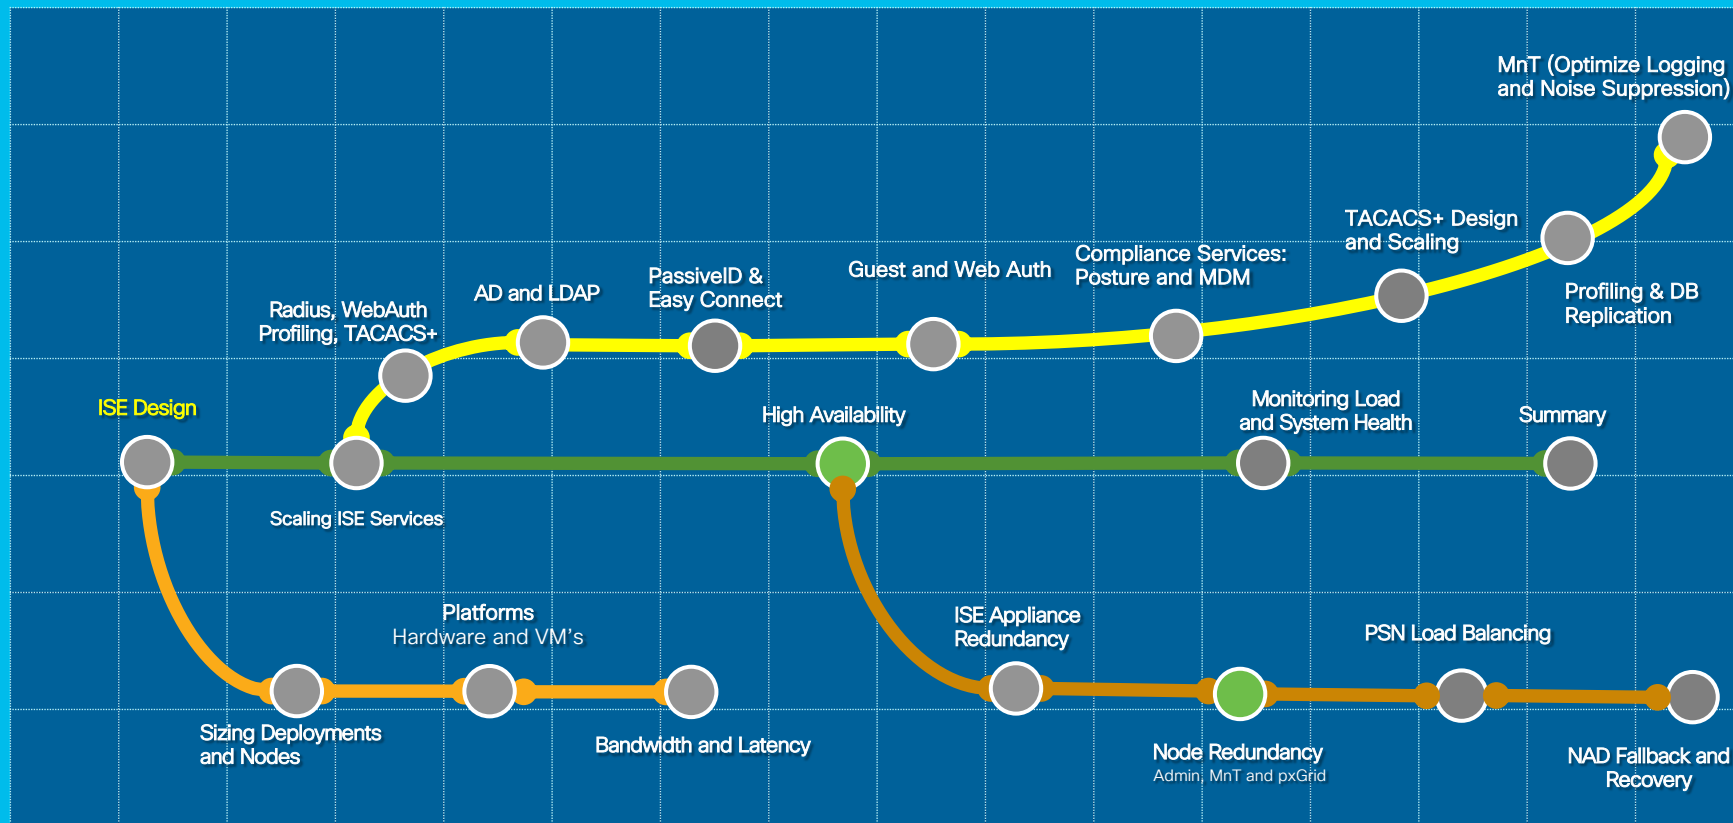 MnT (Optimize Logging
and Noise Suppression)
TACACS+ Design
and Scaling
Compliance Services:
Posture and MDM
Guest and Web Auth
PassiveID &
Easy Connect
AD and LDAP
Radius, WebAuth
Profiling, TACACS+
Profiling & DB
Replication
ISE Design
High Availability
Monitoring Load
and System Health
Summary
Scaling ISE Services
Platforms
Hardware and VM's
ISE Appliance
Redundancy
PSN Load Balancing
Sizing Deployments
and Nodes
Bandwidth and Latency
Node Redundancy
Admin, MnT and pxGrid
NAD Fallback and
Recovery